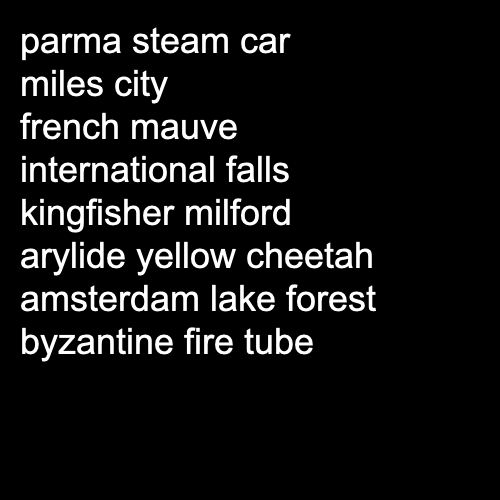 parma steam car
miles city
french mauve
international falls
kingfisher milford
arylide yellow cheetah
amsterdam lake forest
byzantine fire tube